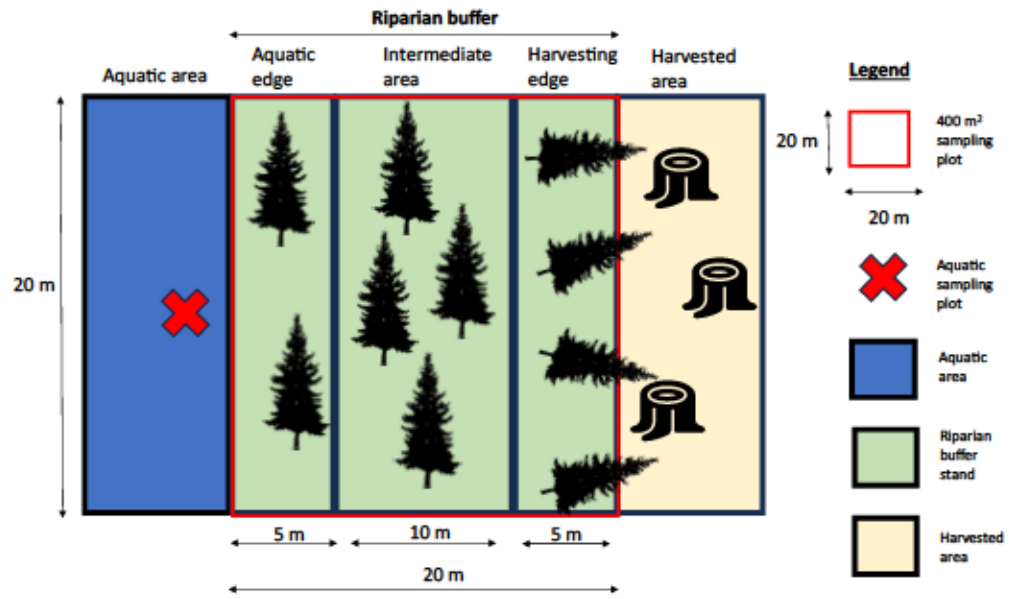 Riparian buffer
Aquatic area
Aquatic
edge
Intermediate
area
Harvesting
edge
Harvested
area
20 m
5 m
10 m
5 m
20 m
Legend
20 m
20 m
400 m²
sampling
plot
Aquatic
sampling
plot
Aquatic
area
Riparian
buffer
stand
Harvested
area